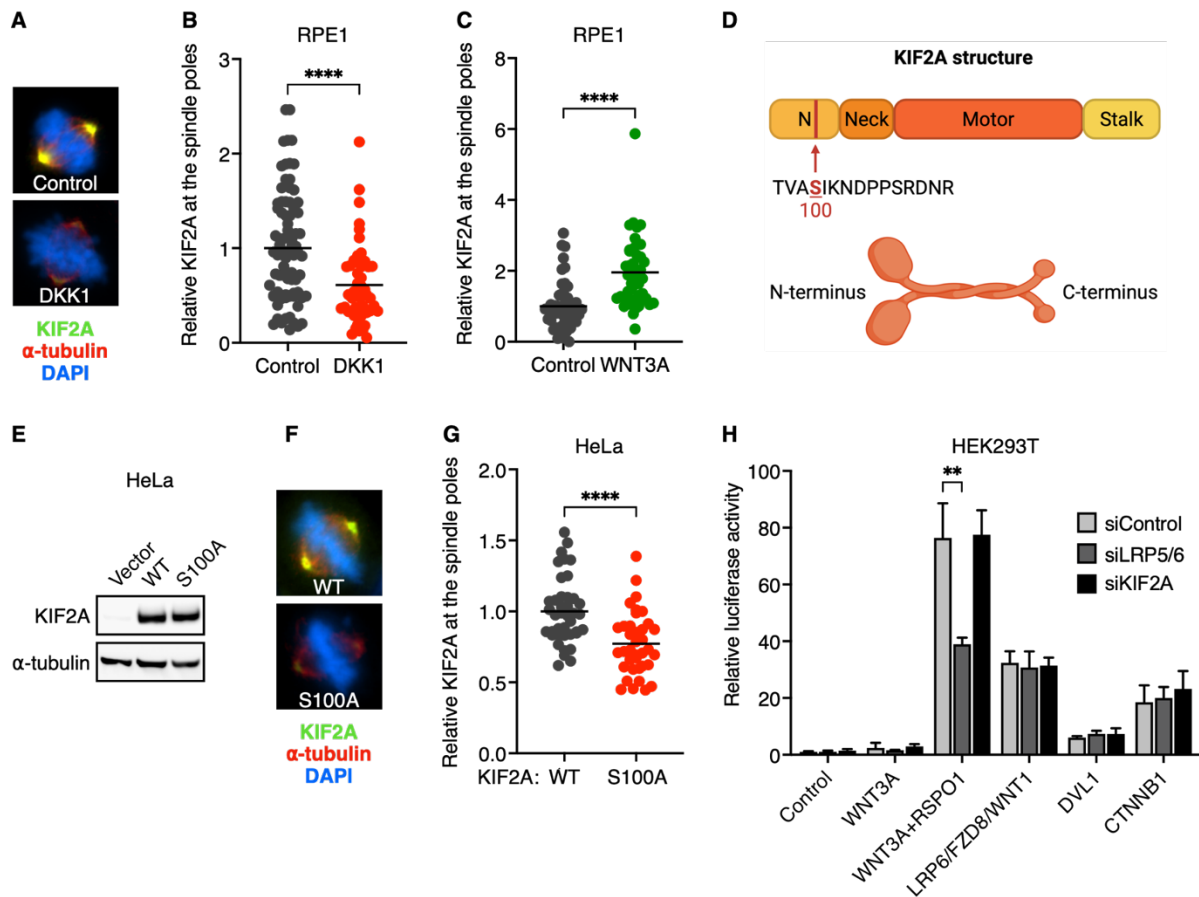 A
Control
DKK1
KIF2A
α-tubulin
DAPI
B
RPE1
****
Relative KIF2A at the spindle poles
3
2
1
0
Control DKK1
C
RPE1
****
Relative KIF2A at the spindle poles
8
6
4
2
0
Control WNT3A
D
KIF2A structure
N Neck Motor Stalk
TVASIKNDPPSRDNR
100
N-terminus C-terminus
E
HeLa
Vector WT S100A
KIF2A
α-tubulin
F
WT
S100A
KIF2A
α-tubulin
DAPI
G
HeLa
****
Relative KIF2A at the spindle poles
2.0
1.5
1.0
0.5
0.0
KIF2A: WT S100A
H
HEK293T
**
Relative luciferase activity
100
80
60
40
20
0
siControl
siLRP5/6
siKIF2A
Control
WNT3A
WNT3A+RSPO1
LRP6/FZD8/WNT1
DVL1
CTNNB1